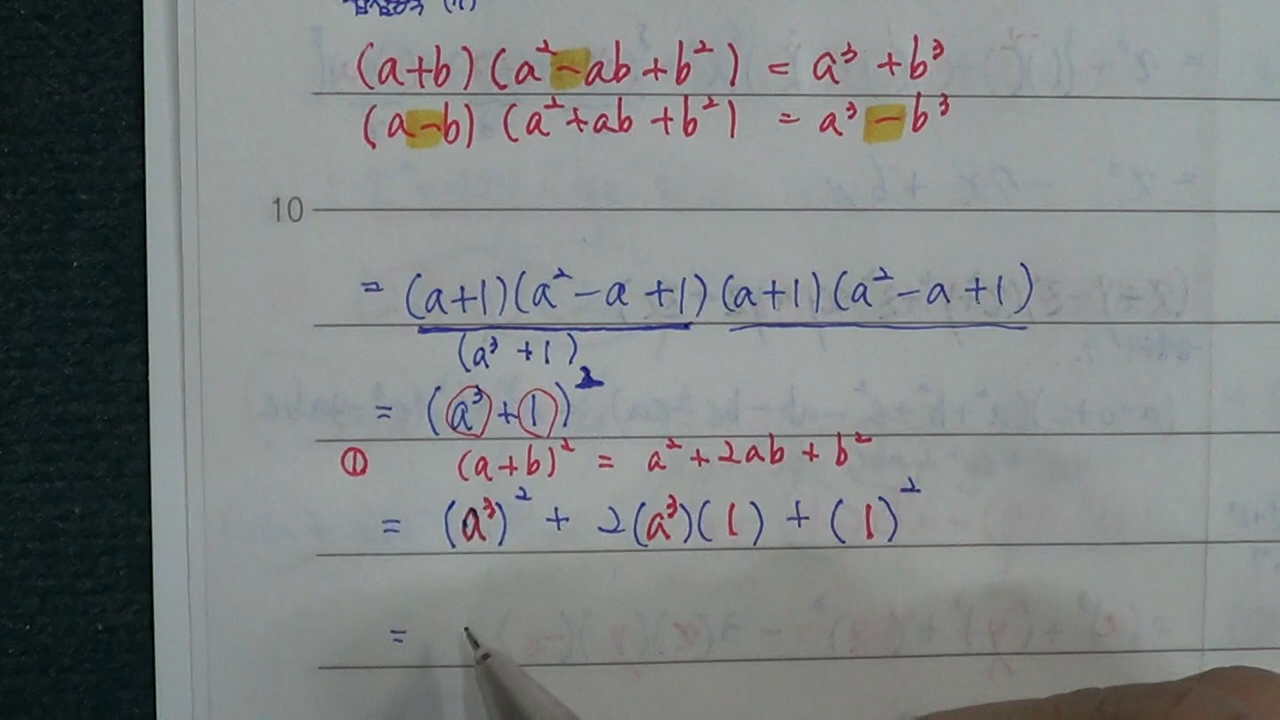 (a+b)(a²-ab+b²) = a³+b³
(a-b)(a²+ab+b²) = a³-b³
10
= (a+1)(a²-a+1)(a+1)(a²-a+1)
(a³+1)
= (a³+1)²
① (a+b)² = a²+2ab+b²
= (a³)² + 2(a³)(1) + (1)²
=